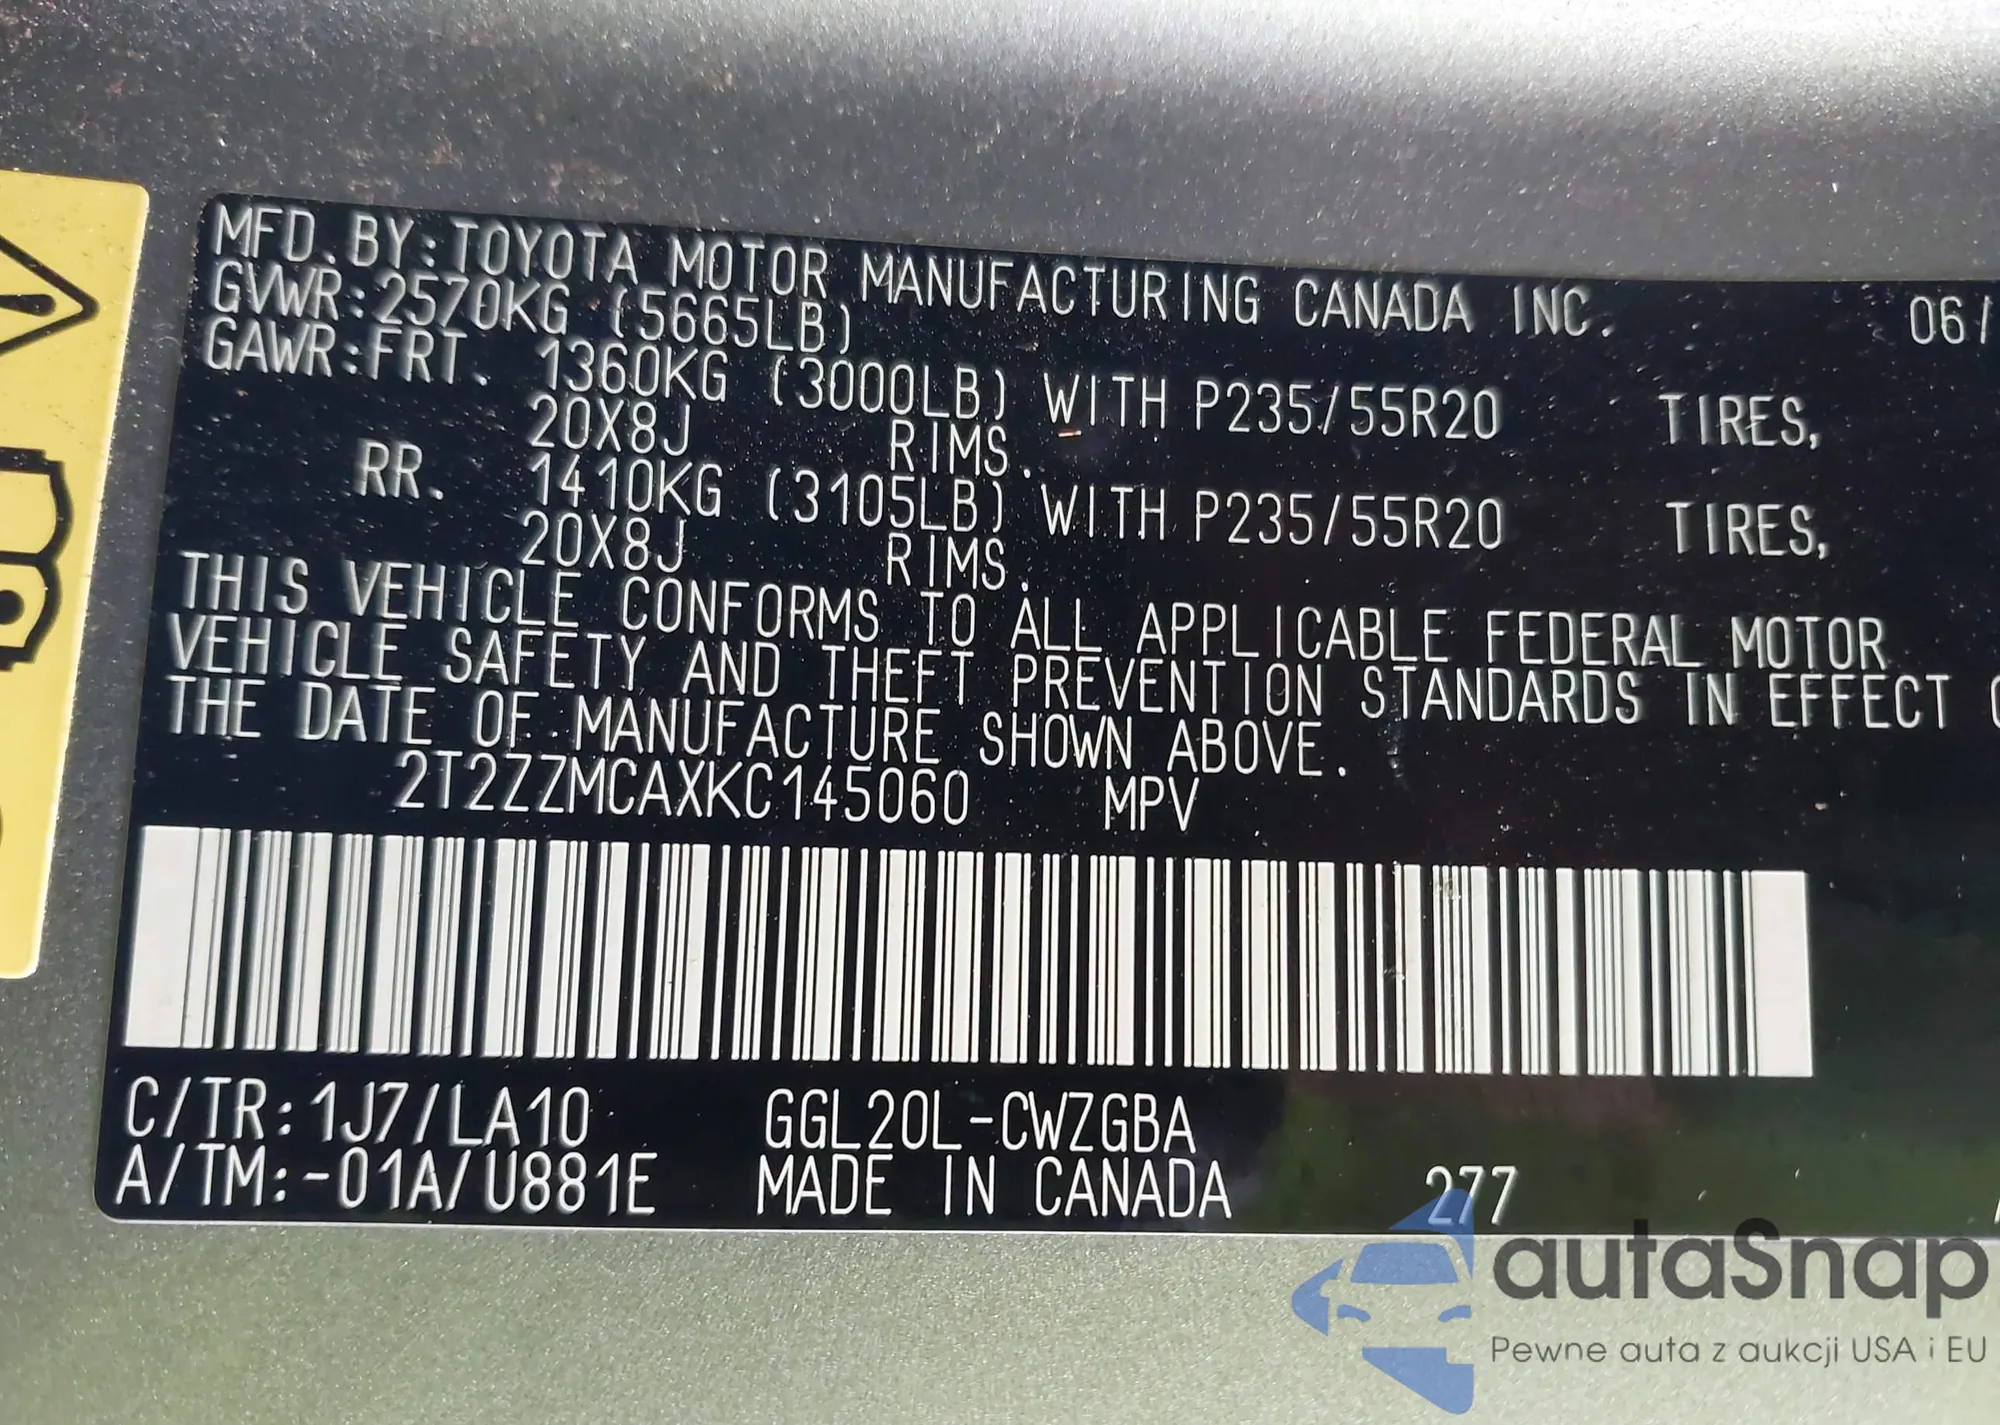 MFD. BY: TOYOTA MOTOR MANUFACTURING CANADA INC. 06/
GVWR: 2570KG (5665LB)
GAWR: FRT. 1360KG (3000LB) WITH P235/55R20 TIRES,
20X8J RIMS.
RR. 1410KG (3105LB) WITH P235/55R20 TIRES,
20X8J RIMS.
THIS VEHICLE CONFORMS TO ALL APPLICABLE FEDERAL MOTOR
VEHICLE SAFETY AND THEFT PREVENTION STANDARDS IN EFFECT
THE DATE OF MANUFACTURE SHOWN ABOVE.
2T2ZZMCAXKC145060 MPV
C/TR: 1J7/LA10 GGL20L-CWZGBA
A/TM: -01A/U881E MADE IN CANADA 277
autaSnap
Pewne auta z aukcji USA i EU